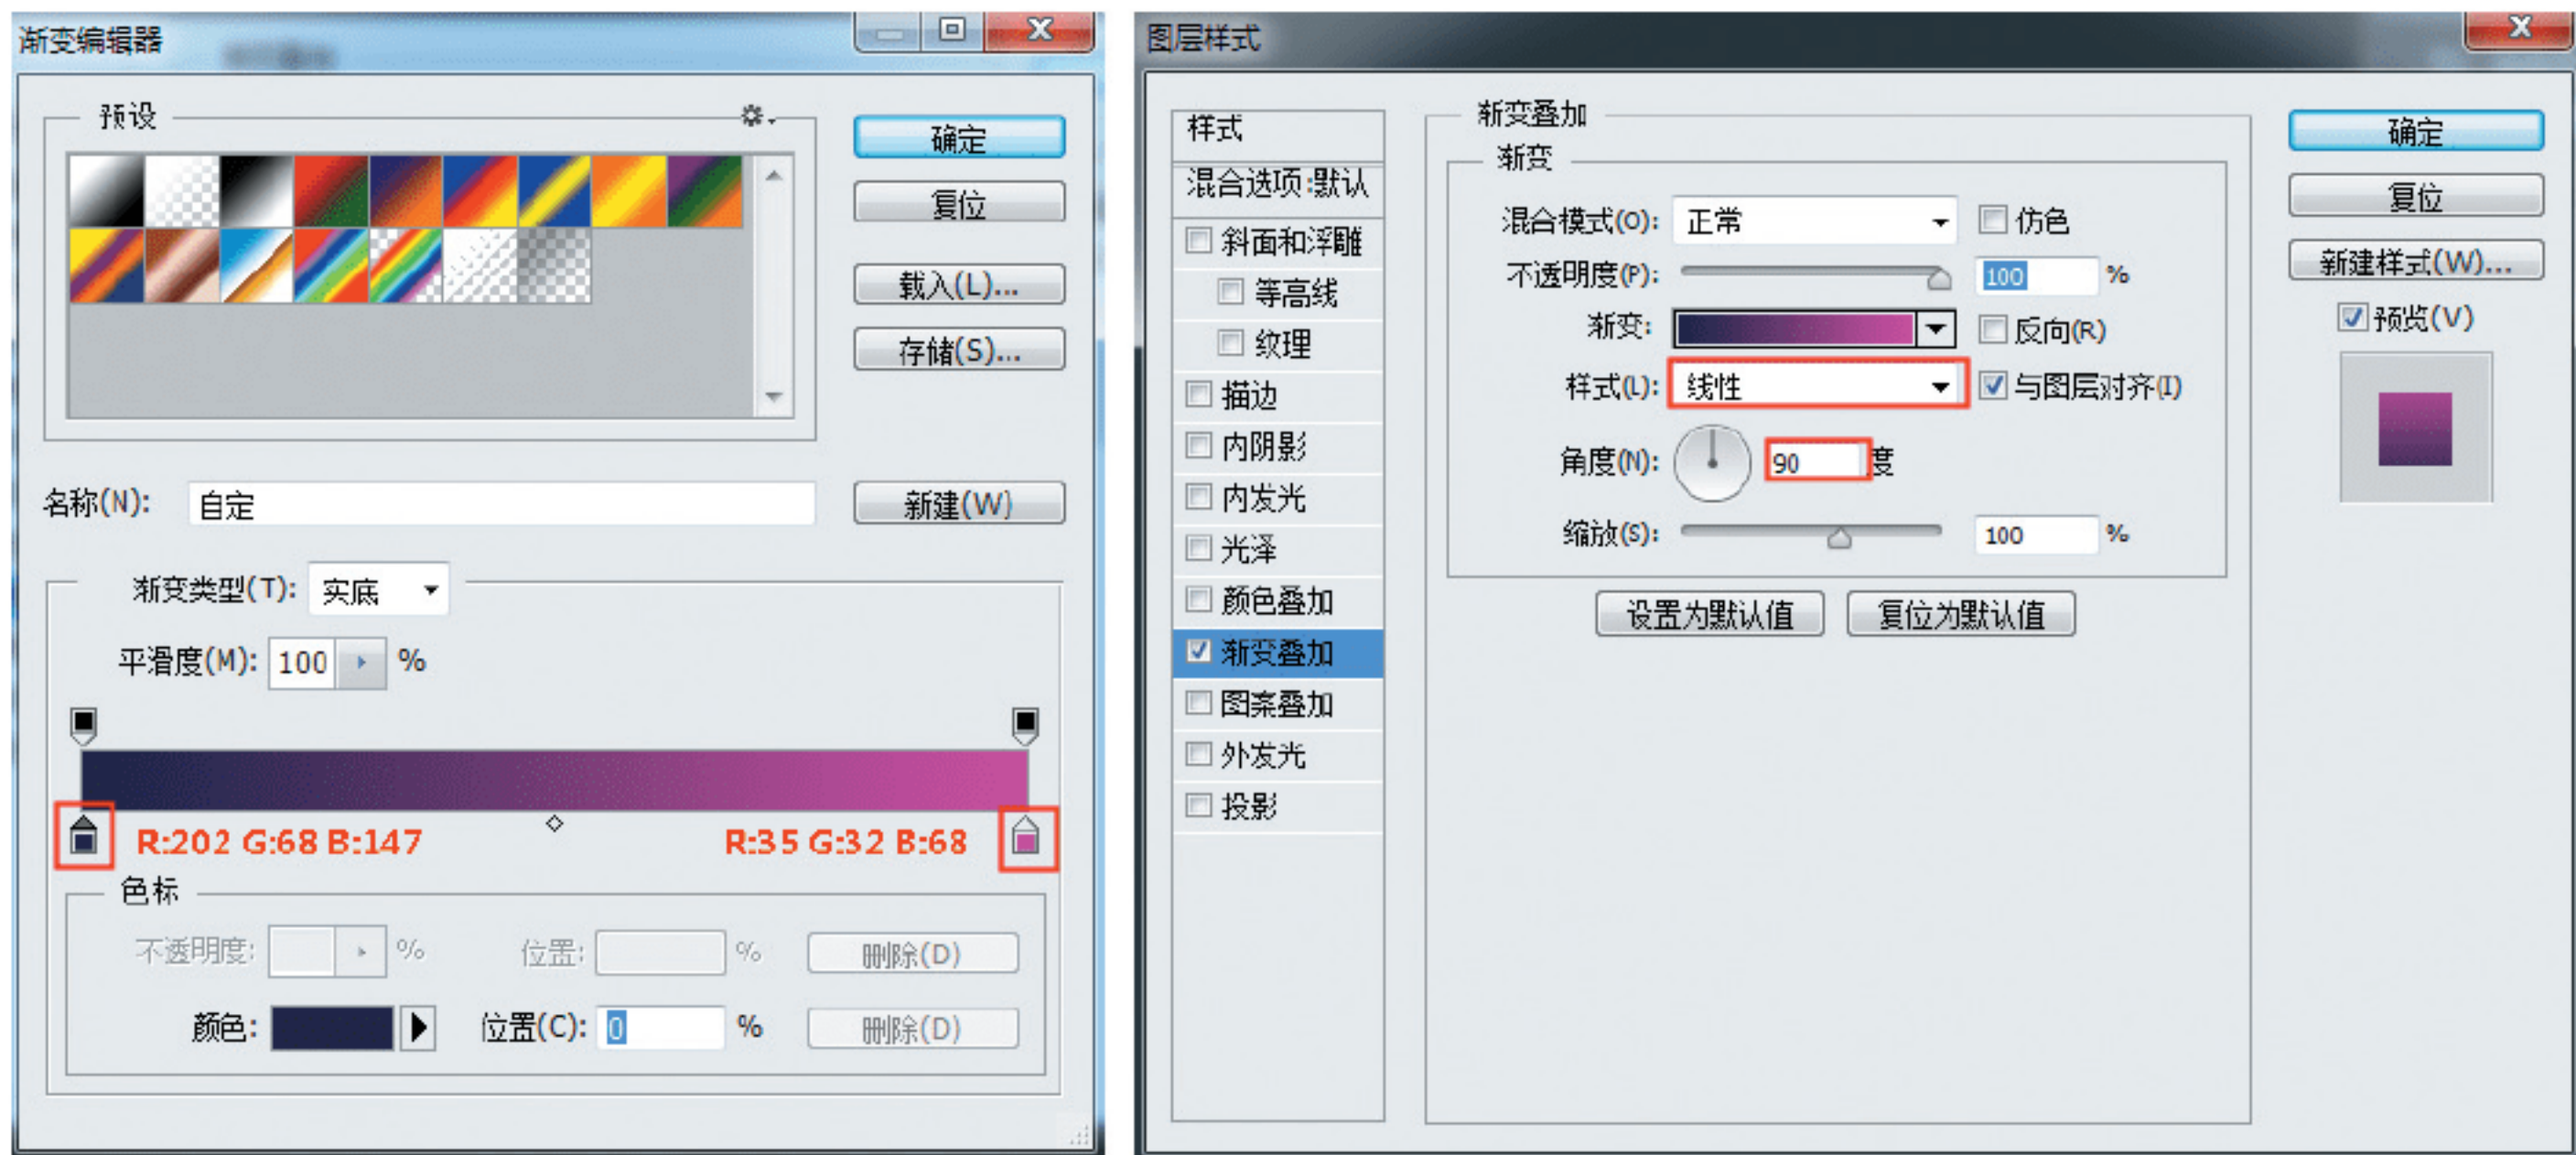 渐变编辑器
预设
确定
复位
载入(L)...
存储(S)...
名称(N): 自定
新建(W)
渐变类型(T): 实底
平滑度(M): 100 %
R:202 G:68 B:147
R:35 G:32 B:68
色标
不透明度: %
位置: %
删除(D)
颜色:
位置(C): 0 %
删除(D)
图层样式
样式
混合选项:默认
斜面和浮雕
等高线
纹理
描边
内阴影
内发光
光泽
颜色叠加
渐变叠加
图案叠加
外发光
投影
渐变叠加
渐变
混合模式(O): 正常
仿色
不透明度(P): 100 %
渐变:
反向(R)
样式(L): 线性
与图层对齐(I)
角度(N): 90 度
缩放(S): 100 %
设置为默认值
复位为默认值
确定
复位
新建样式(W)...
预览(V)